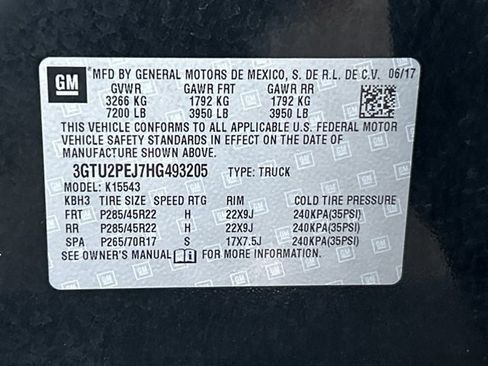 GM MFD BY GENERAL MOTORS DE MEXICO, S. DE R.L. DE C.V. 06/17
GVWR GAWR FRT GAWR RR
3266 KG 1792 KG 1792 KG
7200 LB 3950 LB 3950 LB
THIS VEHICLE CONFORMS TO ALL APPLICABLE U.S. FEDERAL MOTOR
VEHICLE SAFETY STANDARDS IN EFFECT ON THE DATE OF
MANUFACTURE SHOWN ABOVE.
3GTU2PEJ7HG493205 TYPE: TRUCK
MODEL: K15543
KBH3 TIRE SIZE SPEED RTG RIM COLD TIRE PRESSURE
FRT P285/45R22 H 22X9J 240KPA(35PSI)
RR P285/45R22 H 22X9J 240KPA(35PSI)
SPA P265/70R17 S 17X7.5J 240KPA(35PSI)
SEE OWNER'S MANUAL FOR MORE INFORMATION.